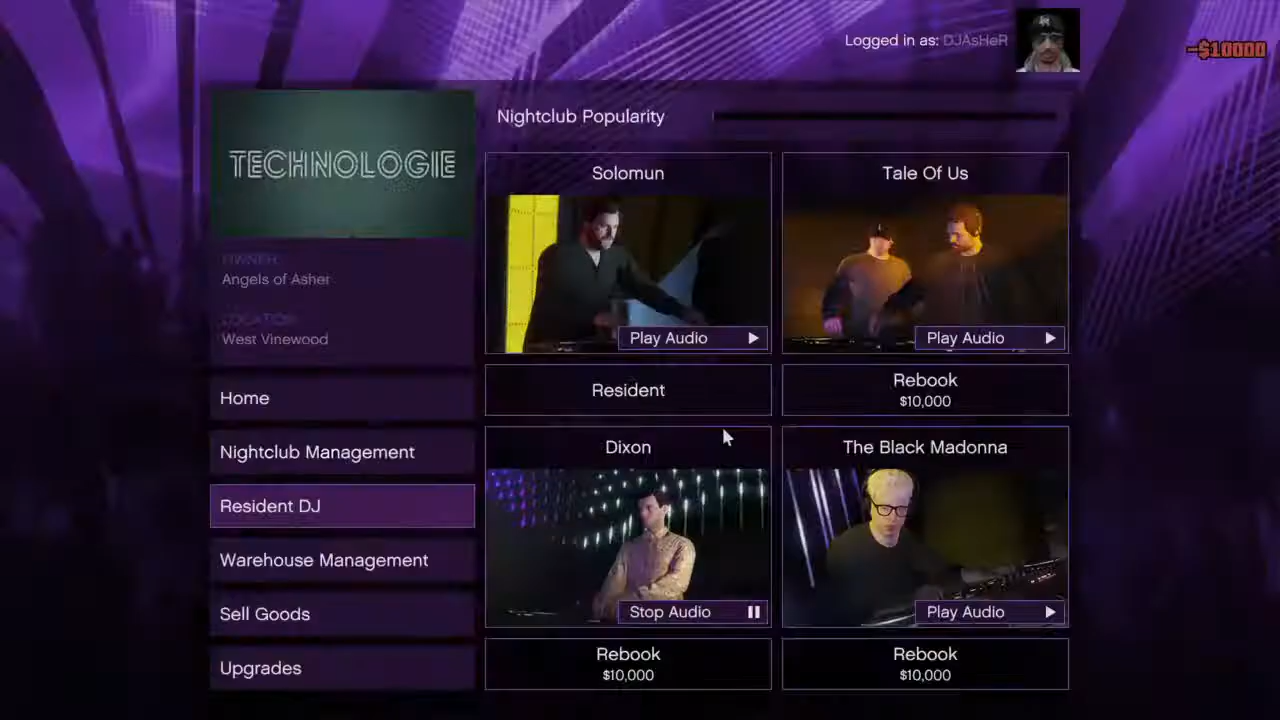 Logged in as: DJAsHeR
-$10000
TECHNOLOGIE
OWNER:
Angels of Asher
LOCATION:
West Vinewood
Home
Nightclub Management
Resident DJ
Warehouse Management
Sell Goods
Upgrades
Nightclub Popularity
Solomun
Play Audio
Resident
Tale Of Us
Play Audio
Rebook
$10,000
Dixon
Stop Audio
Rebook
$10,000
The Black Madonna
Play Audio
Rebook
$10,000